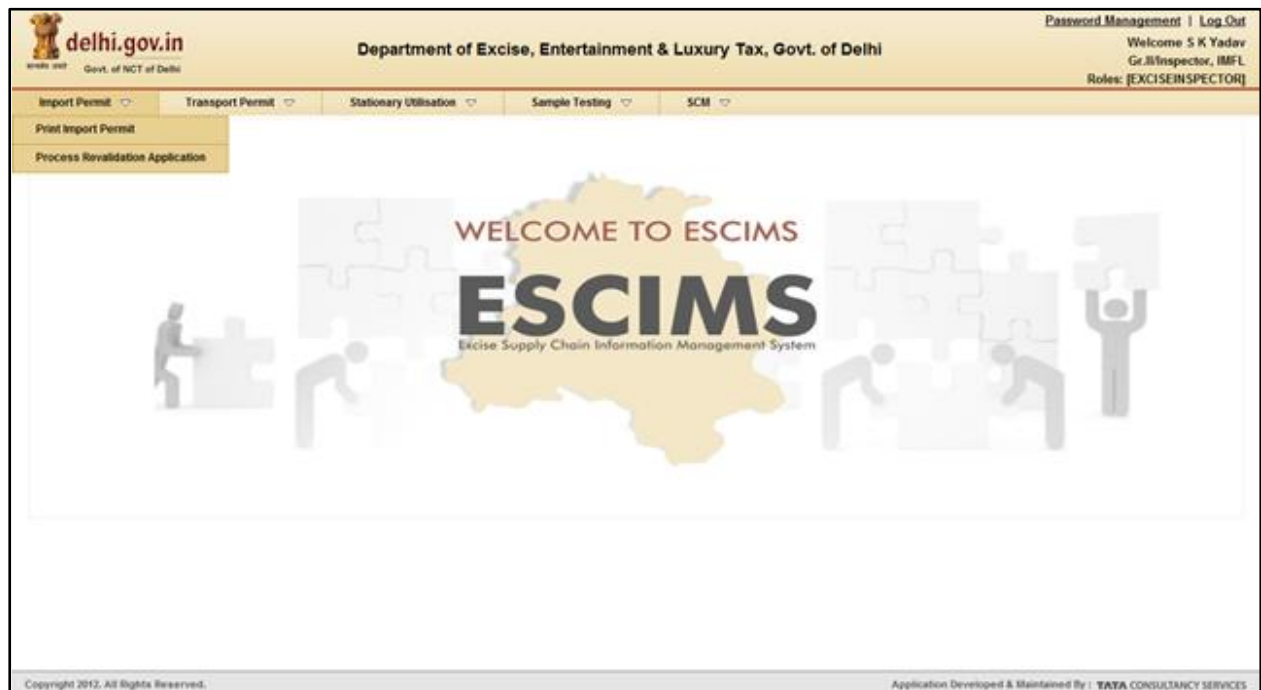 Password Management | Log Out
delhi.gov.in
Govt. of NCT of Delhi
सत्यमेव जयते
Department of Excise, Entertainment & Luxury Tax, Govt. of Delhi
Welcome S K Yadav
Gr.II/Inspector, IMFL
Roles: [EXCISEINSPECTOR]
Import Permit
Transport Permit
Stationary Utilisation
Sample Testing
SCM
Print Import Permit
Process Revalidation Application
WELCOME TO ESCIMS
ESCIMS
Excise Supply Chain Information Management System
Copyright 2012. All Rights Reserved.
Application Developed & Maintained By : TATA CONSULTANCY SERVICES